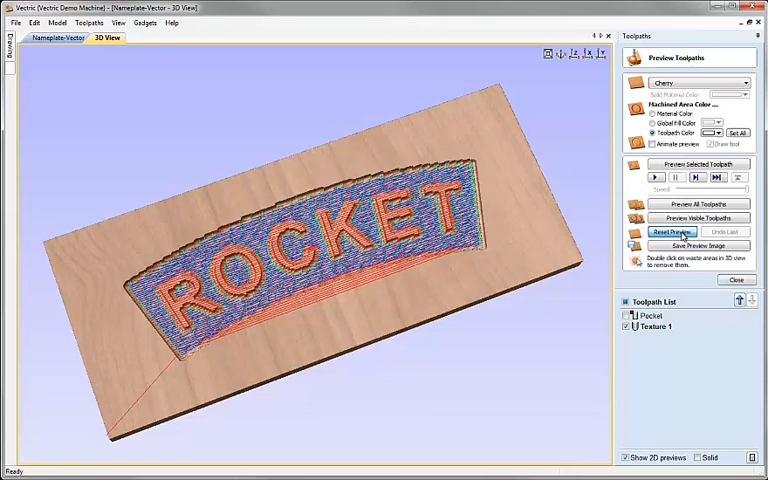 Vectric (Vectric Demo Machine) - [Nameplate-Vector - 3D View]
File Edit Model Toolpaths View Gadgets Help
Nameplate-Vector 3D View
Drawing
ROCKET
Toolpaths
Preview Toolpaths
Cherry
Solid Material Color
Machined Area Color ...
Material Color
Global Fill Color
Toolpath Color Set All
Animate preview Draw tool
Preview Selected Toolpath
Speed
Preview All Toolpaths
Preview Visible Toolpaths
Reset Preview Undo Last
Save Preview Image
Double click on waste areas in 3D view
to remove them.
Close
Toolpath List
Pocket
Texture 1
Show 2D previews Solid
Ready